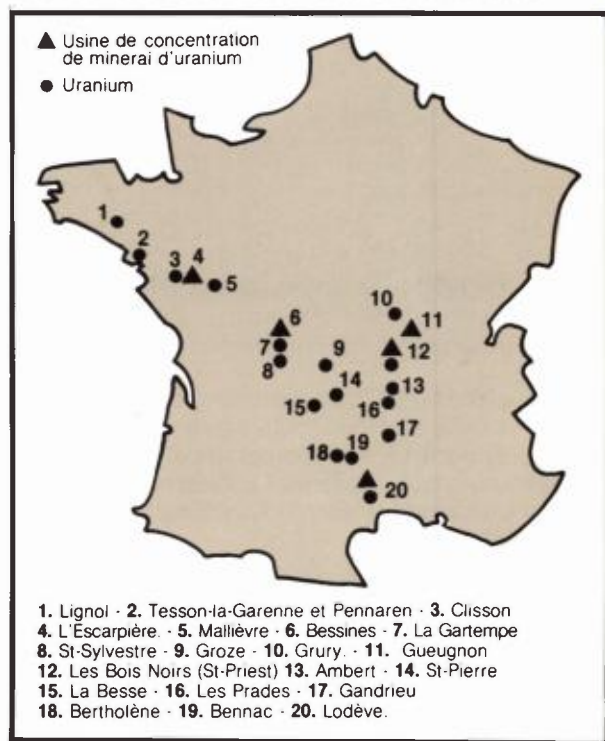 ▲ Usine de concentration
de minerai d'uranium
● Uranium
1
2
3
4
5
6
7
8
9
10
11
12
13
14
15
16
17
18
19
20
1. Lignol · 2. Tesson-la-Garenne et Pennaren · 3. Clisson
4. L'Escarpière. · 5. Mallièvre · 6. Bessines · 7. La Gartempe
8. St-Sylvestre · 9. Groze · 10. Grury. · 11. Gueugnon
12. Les Bois Noirs (St-Priest) 13. Ambert · 14. St-Pierre
15. La Besse · 16. Les Prades · 17. Gandrieu
18. Bertholène · 19. Bennac · 20. Lodève.